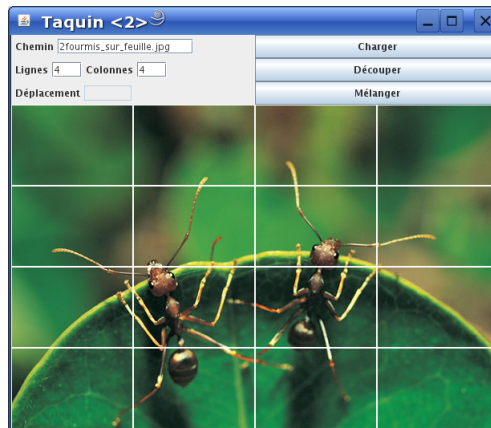 Taquin <2>
Chemin 2fourmis_sur_feuille.jpg Charger
Lignes 4 Colonnes 4 Découper
Déplacement Mélanger